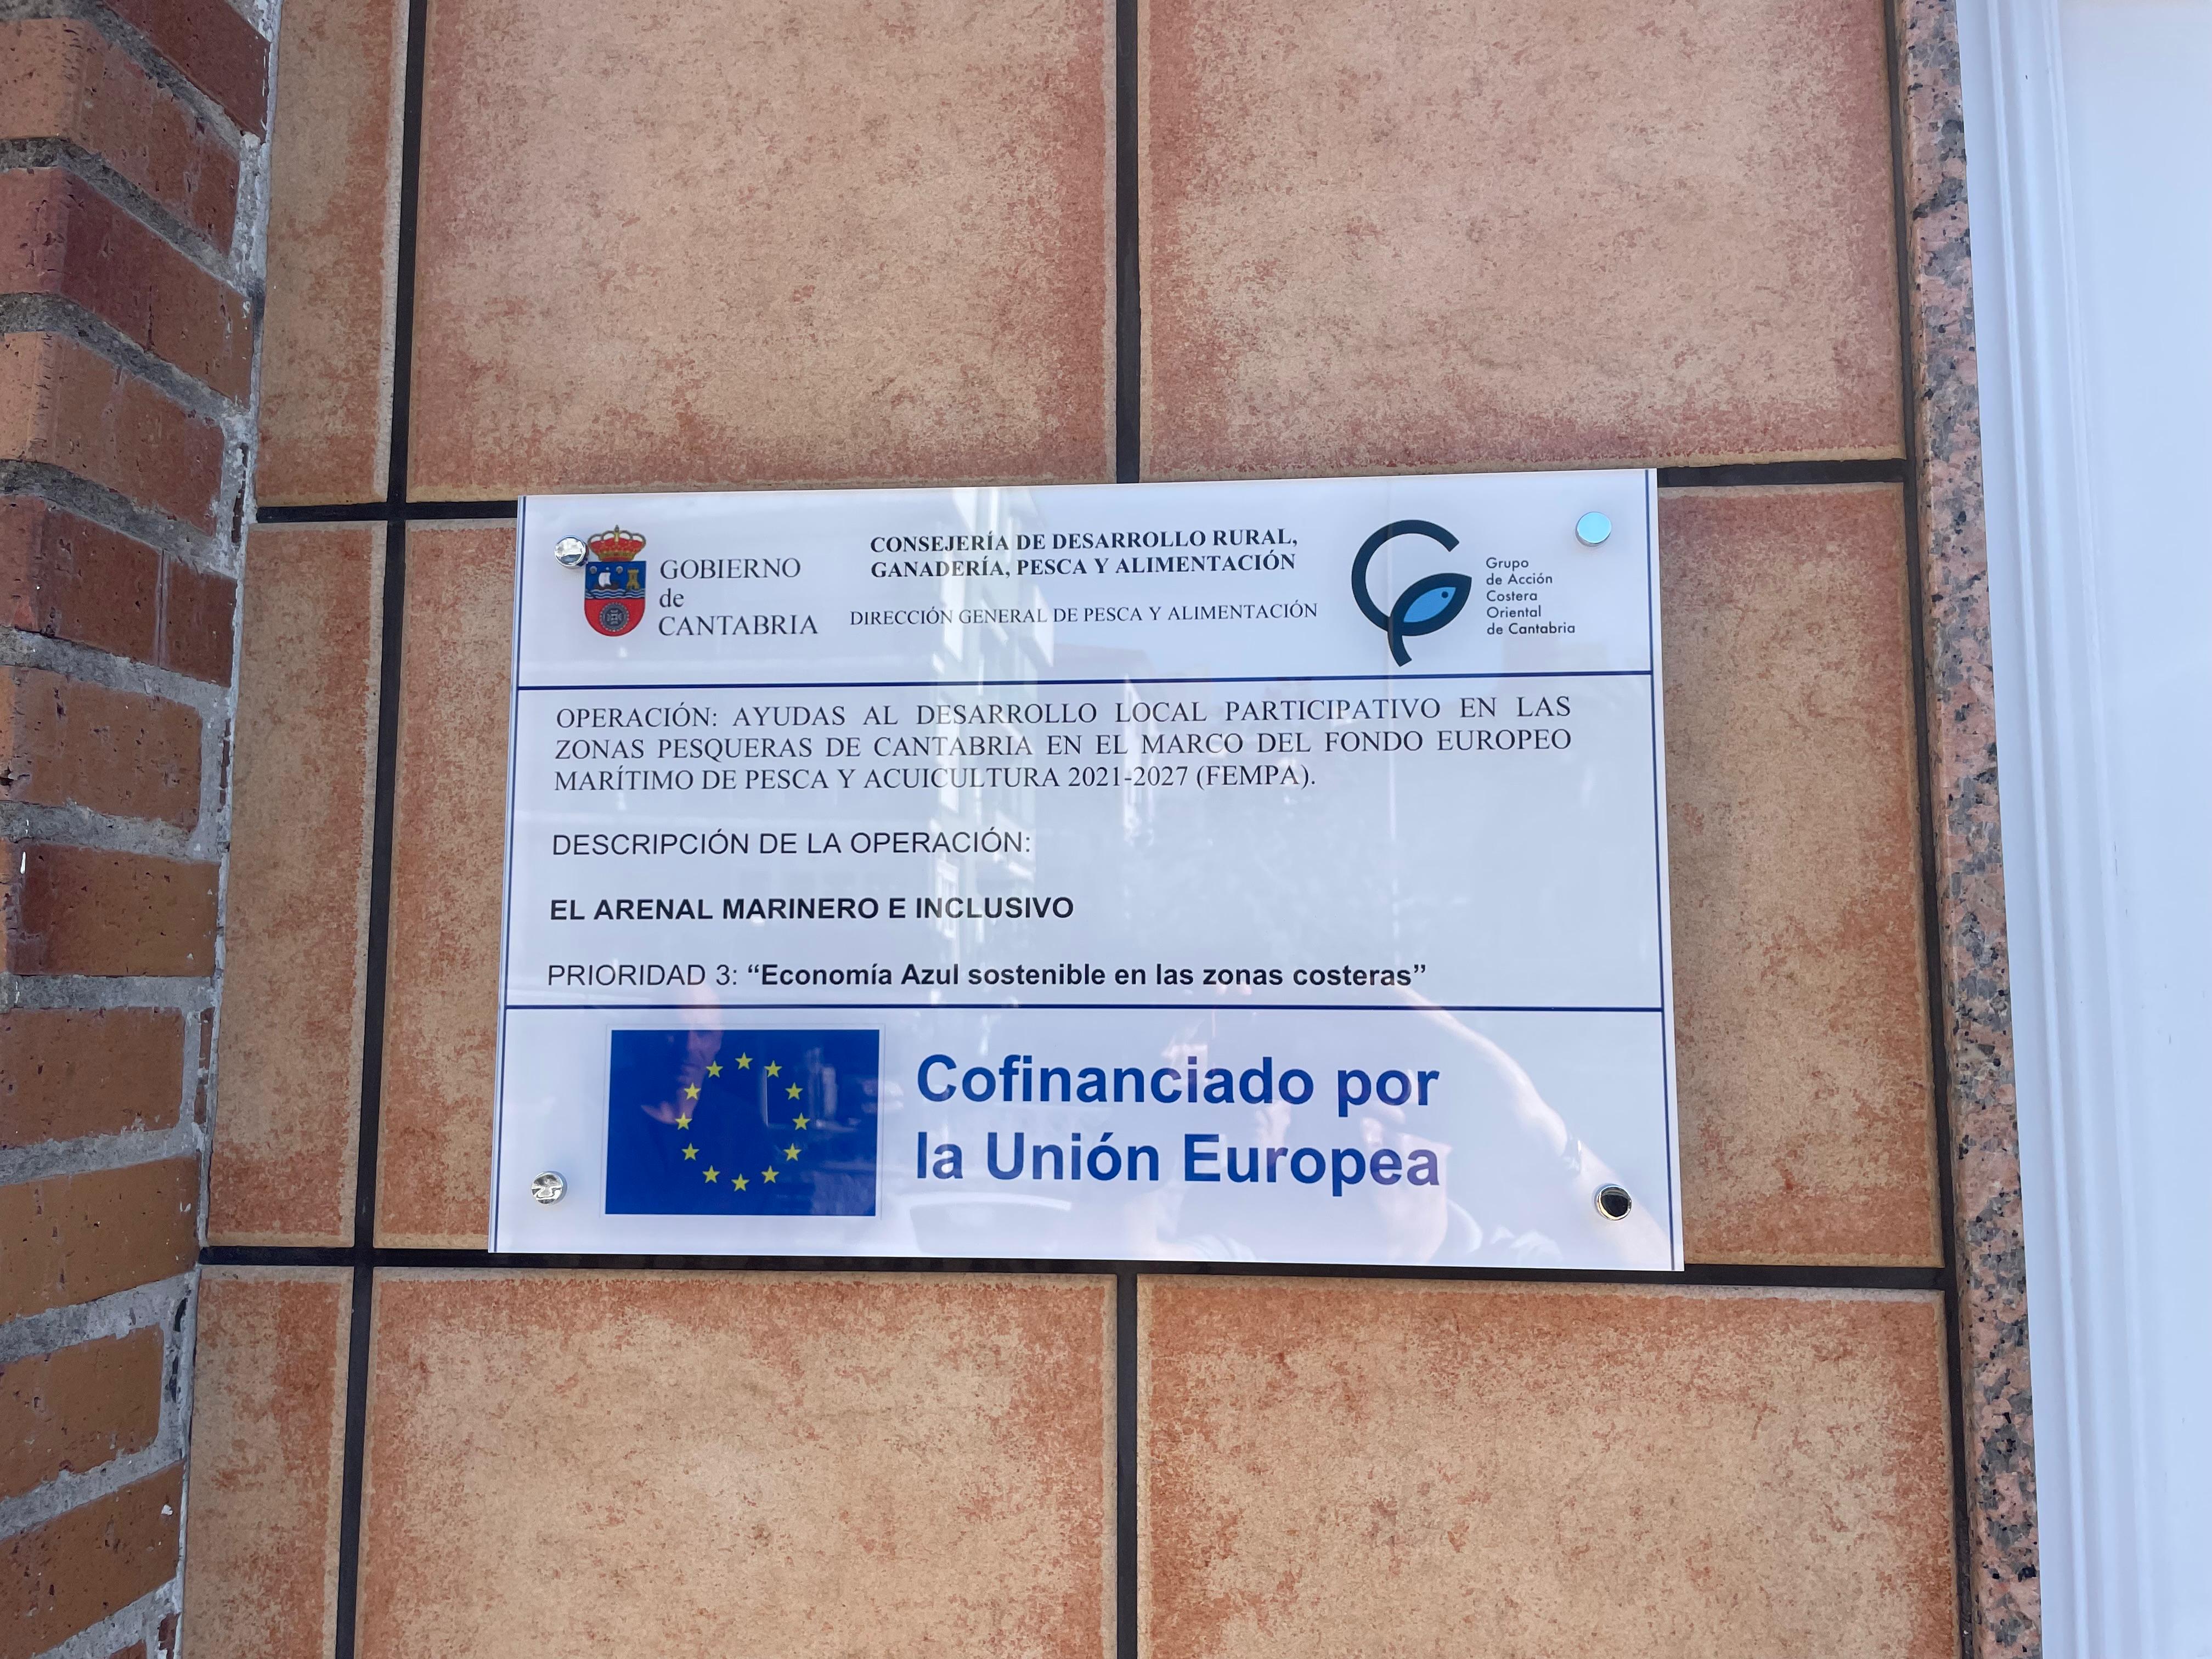 GOBIERNO
de
CANTABRIA
CONSEJERÍA DE DESARROLLO RURAL,
GANADERÍA, PESCA Y ALIMENTACIÓN
DIRECCIÓN GENERAL DE PESCA Y ALIMENTACIÓN
Grupo
de Acción
Costera
Oriental
de Cantabria
OPERACIÓN: AYUDAS AL DESARROLLO LOCAL PARTICIPATIVO EN LAS
ZONAS PESQUERAS DE CANTABRIA EN EL MARCO DEL FONDO EUROPEO
MARÍTIMO DE PESCA Y ACUICULTURA 2021-2027 (FEMPA).
DESCRIPCIÓN DE LA OPERACIÓN:
EL ARENAL MARINERO E INCLUSIVO
PRIORIDAD 3: “Economía Azul sostenible en las zonas costeras”
Cofinanciado por
la Unión Europea